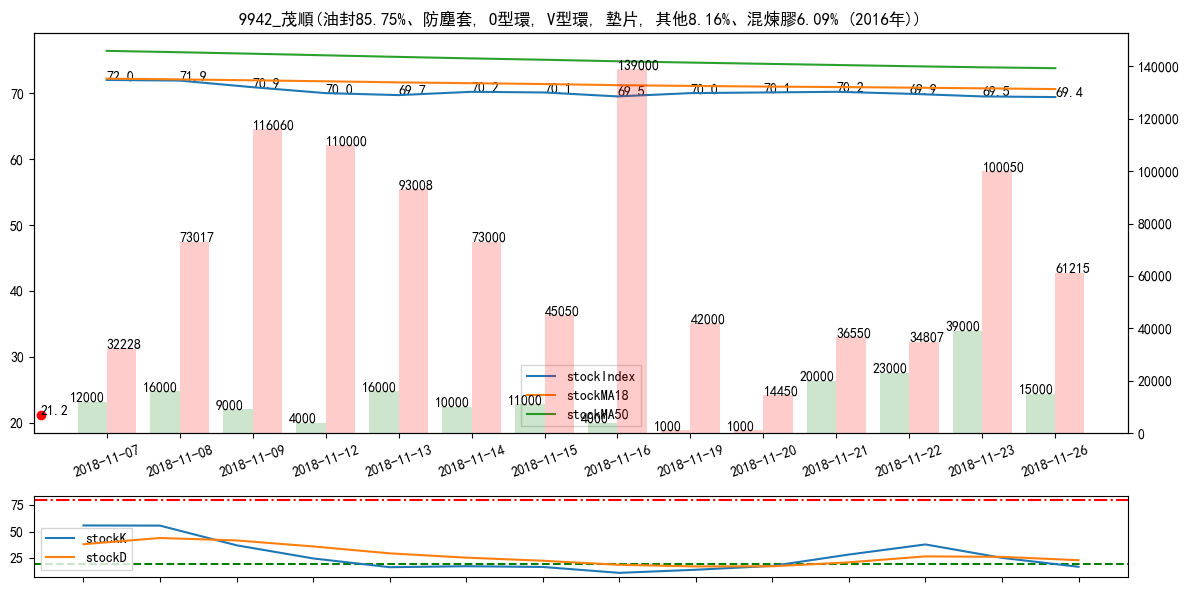 9942_茂順(油封85.75%、防塵套, O型環, V型環, 墊片, 其他8.16%、混煉膠6.09% (2016年))
72.0 71.9 70.9 70.0 69.7 70.2 70.1 69.5 70.0 70.1 70.2 69.9 69.5 69.4
70
60
50
40
30
20
140000
120000
100000
80000
60000
40000
20000
0
32228 73017 116060 110000 93008 73000 45050 139000 42000 14450 36550 34807 100050 61215
12000 16000 9000 4000 16000 10000 11000 4000 1000 1000 20000 23000 39000 15000
21.2
stockIndex
stockMA18
stockMA50
2018-11-07 2018-11-08 2018-11-09 2018-11-12 2018-11-13 2018-11-14 2018-11-15 2018-11-16 2018-11-19 2018-11-20 2018-11-21 2018-11-22 2018-11-23 2018-11-26
75
50
25
stockK
stockD